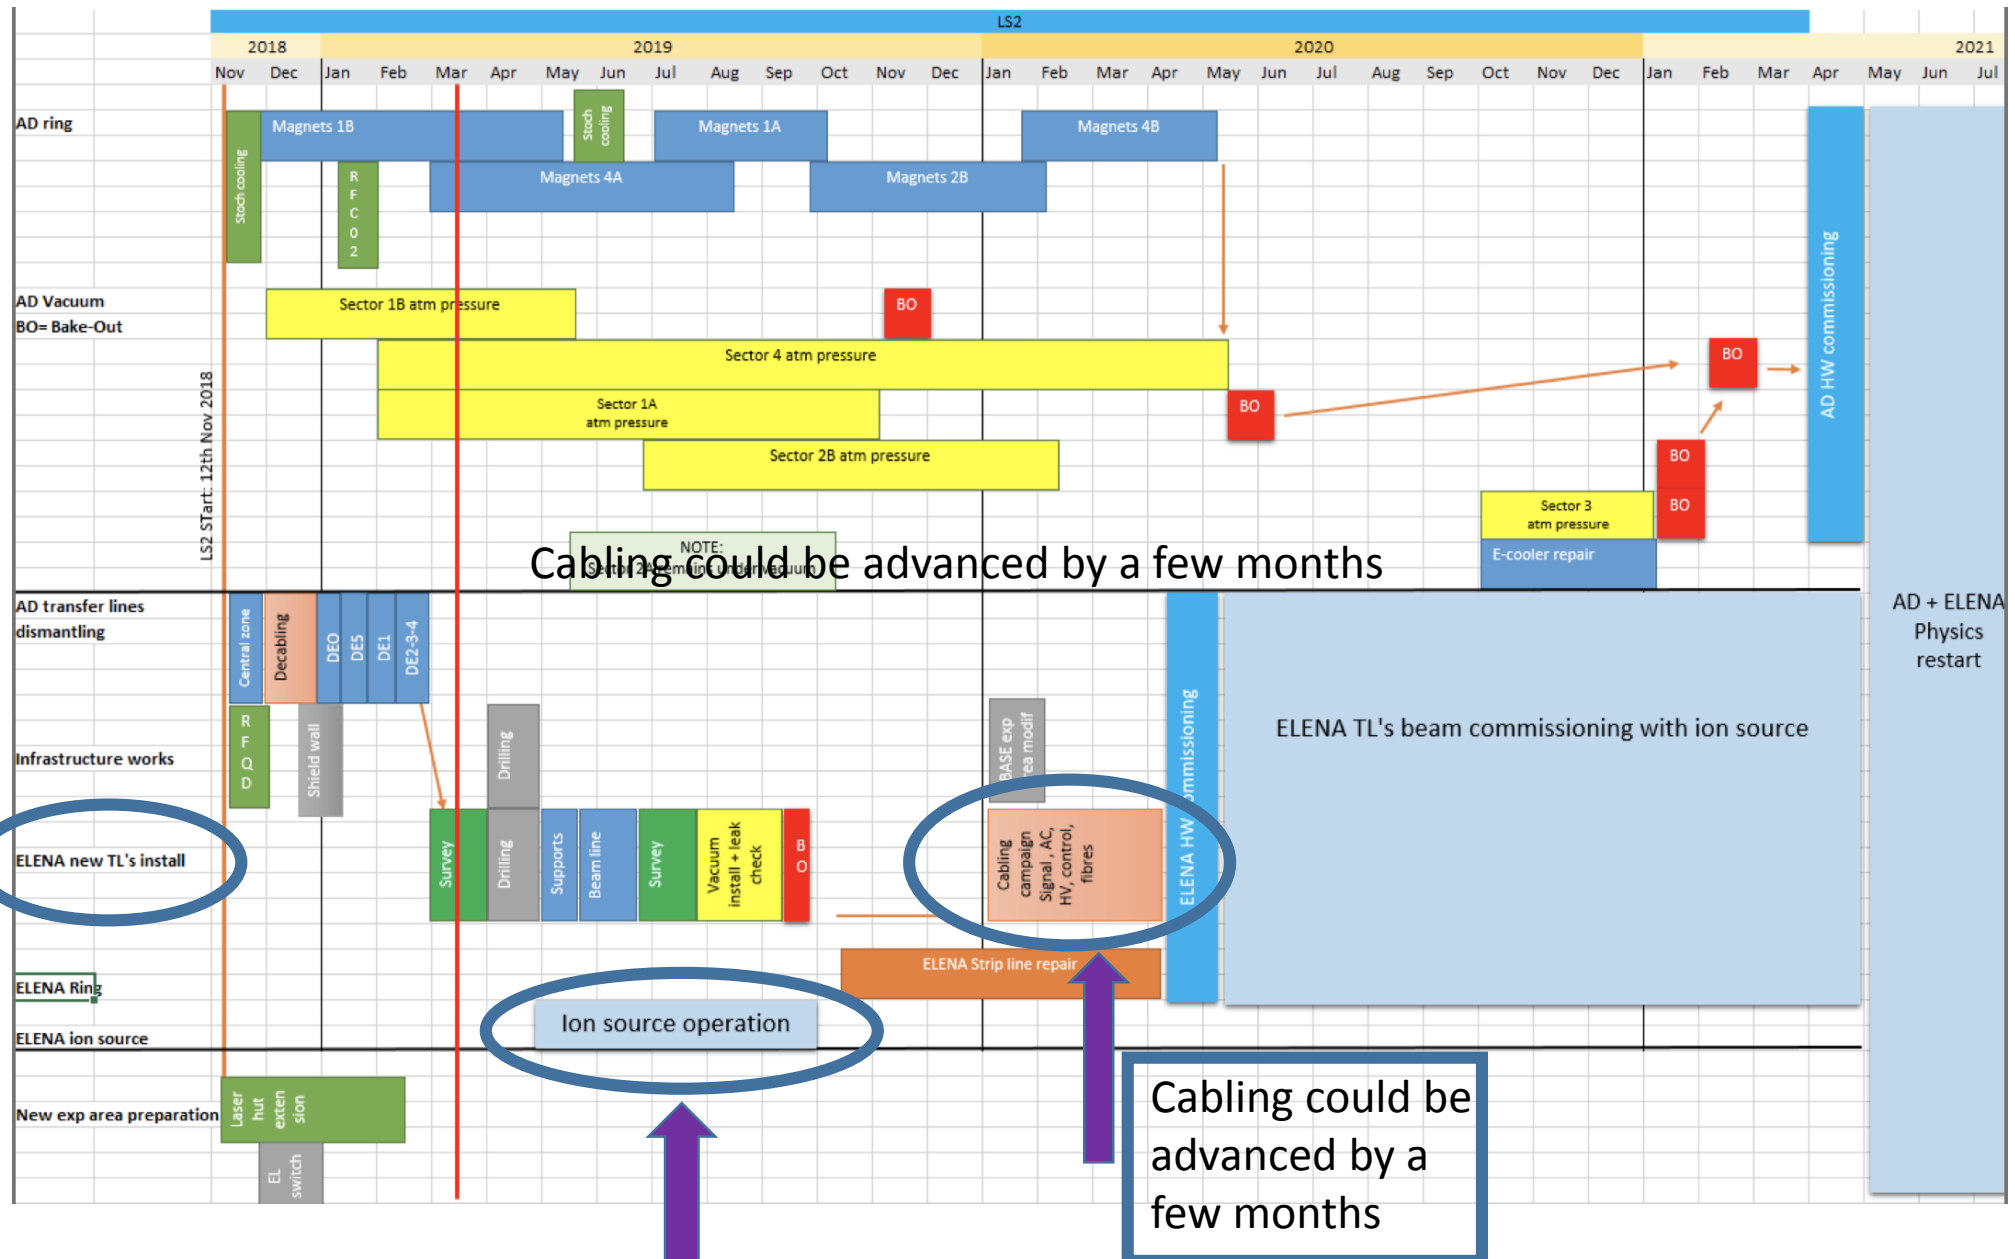 LS2
2018 2019 2020 2021
Nov Dec Jan Feb Mar Apr May Jun Jul Aug Sep Oct Nov Dec Jan Feb Mar Apr May Jun Jul Aug Sep Oct Nov Dec Jan Feb Mar Apr May Jun Jul
AD ring
Stoch cooling
Magnets 1B
Stoch
cooling
Magnets 1A
Magnets 4B
R
F
C
0
2
Magnets 4A
Magnets 2B
AD Vacuum
BO= Bake-Out
Sector 1B atm pressure
BO
Sector 4 atm pressure
BO
Sector 1A
atm pressure
BO
Sector 2B atm pressure
BO
Sector 3
atm pressure
BO
E-cooler repair
NOTE:
Sector 2A remains under vacuum
Cabling could be advanced by a few months
LS2 STart: 12th Nov 2018
AD HW commissioning
AD + ELENA
Physics
restart
AD transfer lines
dismantling
Central zone
Decabling
DE0
DE5
DE1
DE2-3-4
Infrastructure works
R
F
Q
D
Shield wall
Drilling
BASE exp
area modif
ELENA new TL's install
Survey
Drilling
Supports
Beam line
Survey
Vacuum
install + leak
check
B
O
Cabling
campaign
Signal , AC,
HV, control,
fibres
ELENA HW commissioning
ELENA TL's beam commissioning with ion source
ELENA Ring
ELENA Strip line repair
ELENA ion source
Ion source operation
New exp area preparation
Laser
hut
exten
sion
EL
switch
Cabling could be
advanced by a
few months